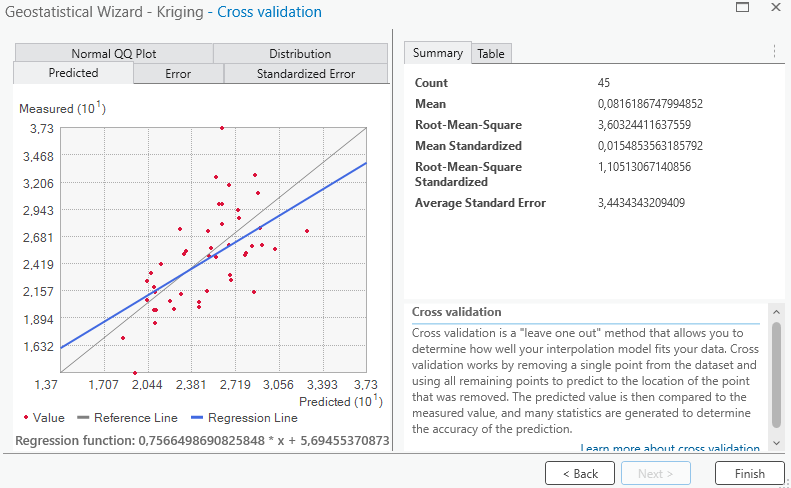 Geostatistical Wizard - Kriging - Cross validation
Normal QQ Plot
Distribution
Predicted
Error
Standardized Error
Measured (10¹)
3,73
3,468
3,206
2,943
2,681
2,419
2,157
1,894
1,632
1,37
1,707
2,044
2,381
2,719
3,056
3,393
3,73
Predicted (10¹)
Value
Reference Line
Regression Line
Regression function: 0,7566498690825848 * x + 5,69455370873
Summary
Table
Count 45
Mean 0,0816186747994852
Root-Mean-Square 3,60324411637559
Mean Standardized 0,0154853563185792
Root-Mean-Square 1,10513067140856
Standardized
Average Standard Error 3,4434343209409
Cross validation
Cross validation is a "leave one out" method that allows you to
determine how well your interpolation model fits your data. Cross
validation works by removing a single point from the dataset and
using all remaining points to predict to the location of the point
that was removed. The predicted value is then compared to the
measured value, and many statistics are generated to determine
the accuracy of the prediction.
Learn more about cross validation
< Back
Next >
Finish